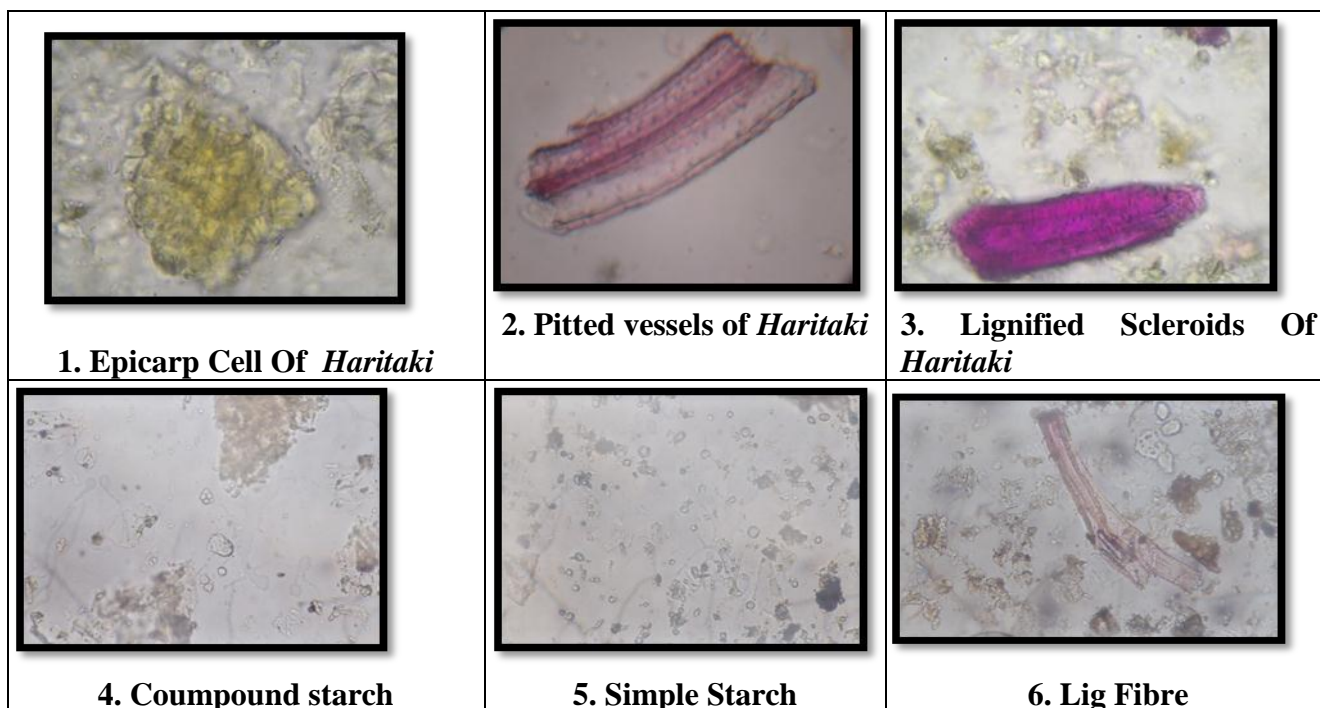 1. Epicarp Cell Of Haritaki
2. Pitted vessels of Haritaki
3. Lignified Scleroids Of
Haritaki
4. Coumpound starch
5. Simple Starch
6. Lig Fibre